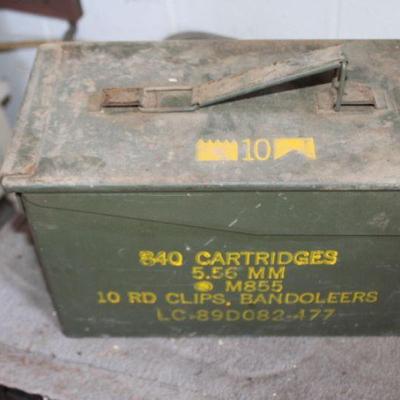 10
840 CARTRIDGES
5.56 MM
M855
10 RD CLIPS, BANDOLEERS
LC-89D082-477